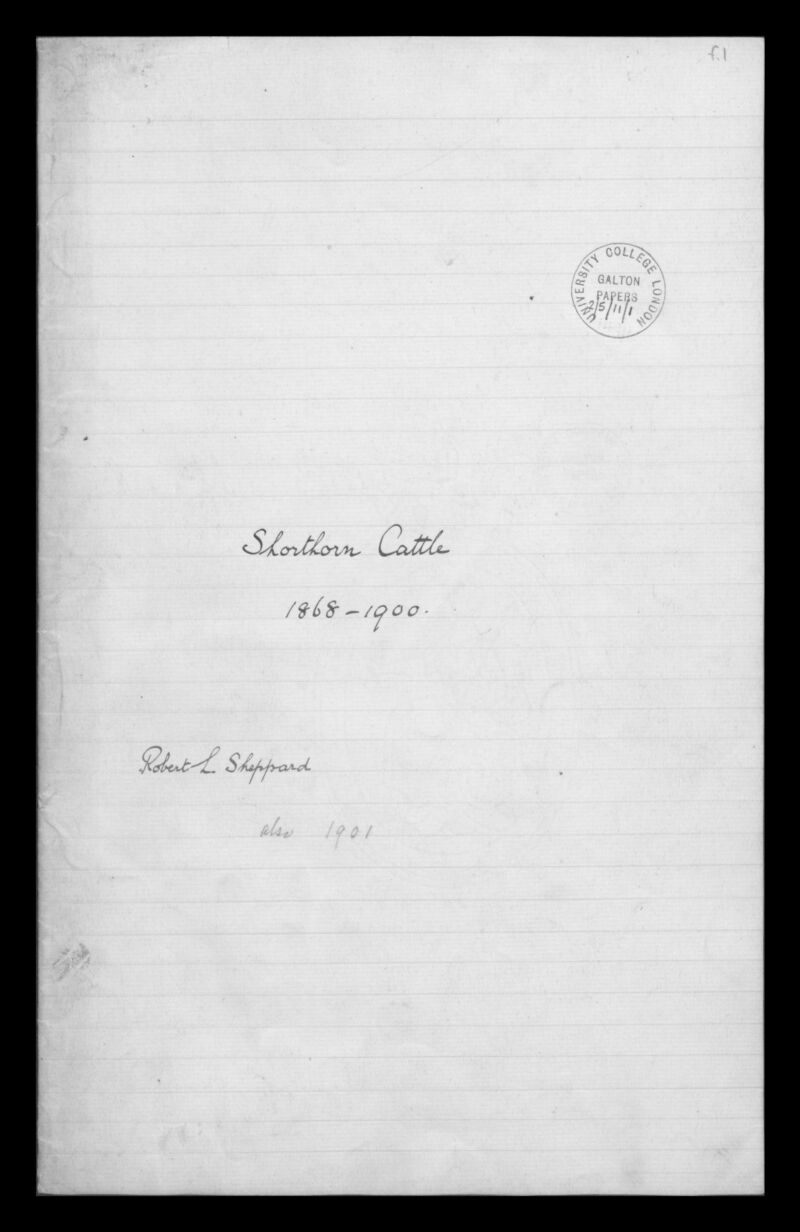 f.1
UNIVERSITY COLLEGE LONDON
GALTON
PAPERS
2/5/11/1
Shorthorn Cattle
1868-1900.
Robert L Sheppard
also 1901